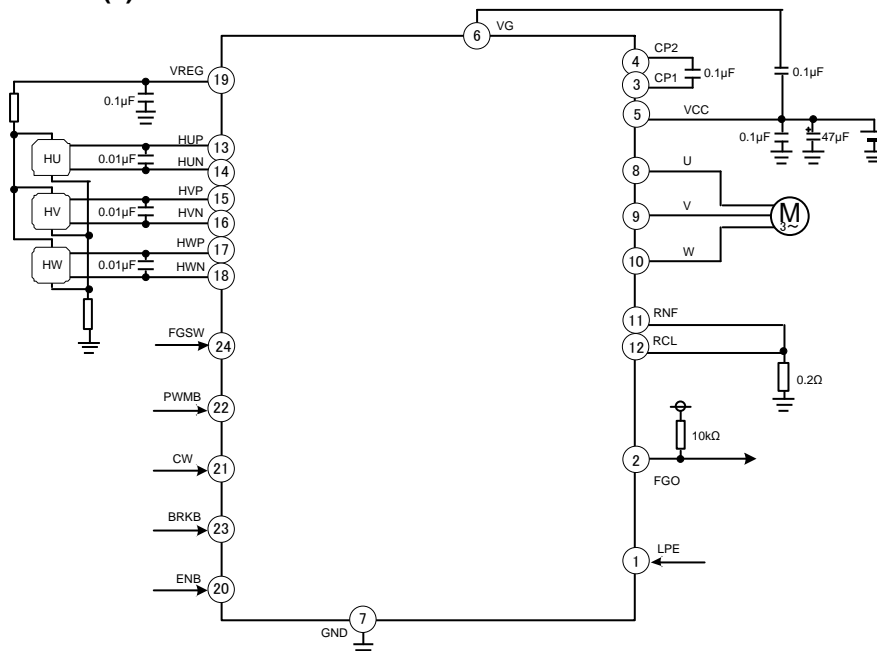 VG
6
CP2
4
0.1μF
3
CP1
0.1μF
VREG
19
0.1μF
VCC
5
0.1μF
47μF
HU
HUP
13
0.01μF
HUN
14
HV
HVP
15
0.01μF
HVN
16
HW
HWP
17
0.01μF
HWN
18
U
8
V
9
M
3~
W
10
RNF
11
RCL
12
0.2Ω
FGSW
24
PWMB
22
10kΩ
CW
21
2
FGO
BRKB
23
LPE
1
ENB
20
7
GND